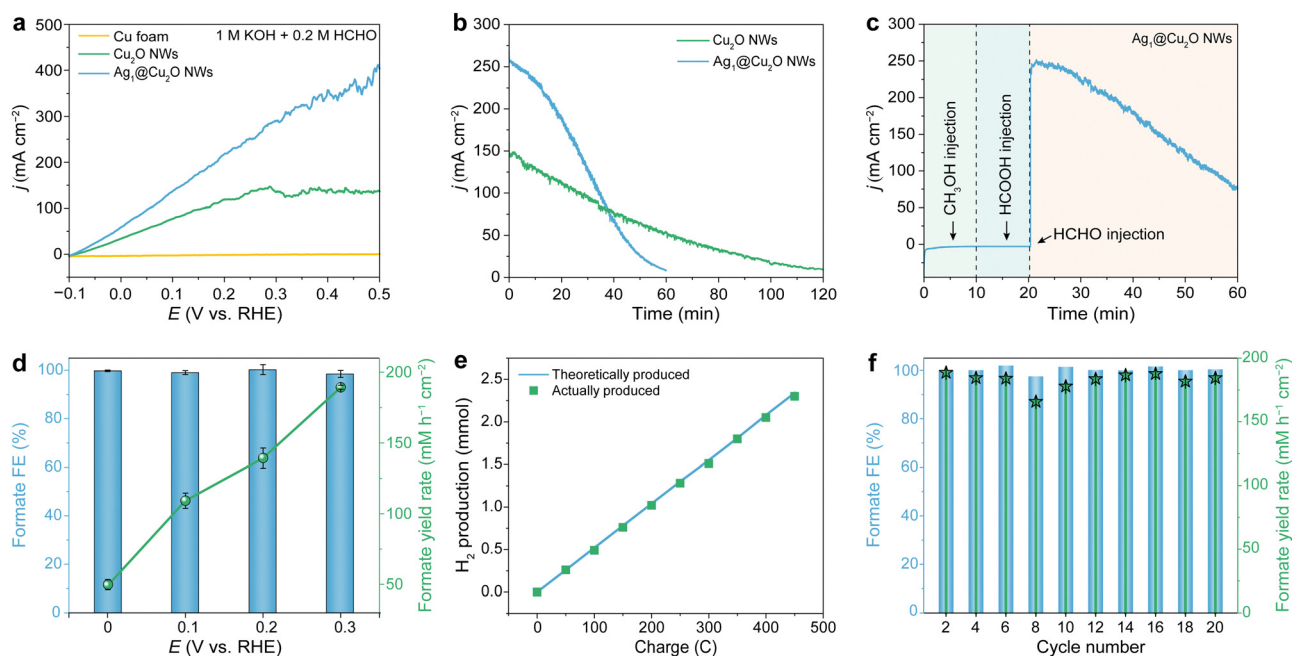 a
Cu foam
Cu₂O NWs
Ag₁@Cu₂O NWs
1 M KOH + 0.2 M HCHO
500
400
300
200
100
0
j (mA cm⁻²)
−0.1
0.0
0.1
0.2
0.3
0.4
0.5
E (V vs. RHE)
b
Cu₂O NWs
Ag₁@Cu₂O NWs
300
250
200
150
100
50
0
j (mA cm⁻²)
0
20
40
60
80
100
120
Time (min)
c
Ag₁@Cu₂O NWs
300
250
200
150
100
50
0
j (mA cm⁻²)
CH₃OH injection
HCOOH injection
HCHO injection
0
10
20
30
40
50
60
Time (min)
d
100
80
60
40
20
0
Formate FE (%)
200
150
100
50
Formate yield rate (mM h⁻¹ cm⁻²)
0
0.1
0.2
0.3
E (V vs. RHE)
e
Theoretically produced
Actually produced
2.5
2.0
1.5
1.0
0.5
0.0
H₂ production (mmol)
0
100
200
300
400
500
Charge (C)
f
100
80
60
40
20
0
Formate FE (%)
200
150
100
50
0
Formate yield rate (mM h⁻¹ cm⁻²)
2
4
6
8
10
12
14
16
18
20
Cycle number